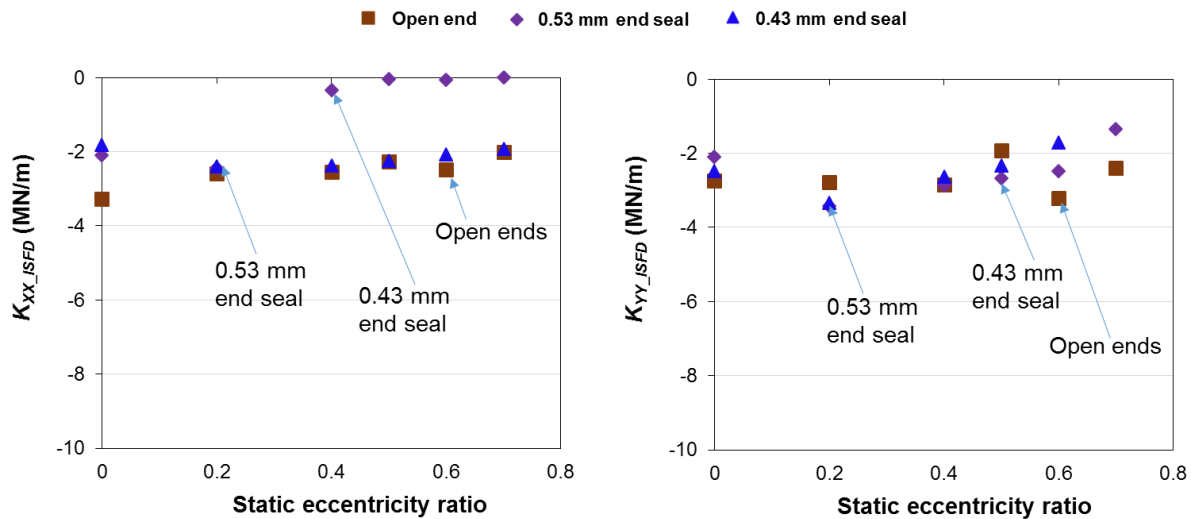 Open end
0.53 mm end seal
0.43 mm end seal
0
-2
-4
-6
-8
-10
K_XX_ISFD (MN/m)
0.53 mm
end seal
0.43 mm
end seal
Open ends
0 0.2 0.4 0.6 0.8
Static eccentricity ratio
0
-2
-4
-6
-8
-10
K_YY_ISFD (MN/m)
0.53 mm
end seal
0.43 mm
end seal
Open ends
0 0.2 0.4 0.6 0.8
Static eccentricity ratio